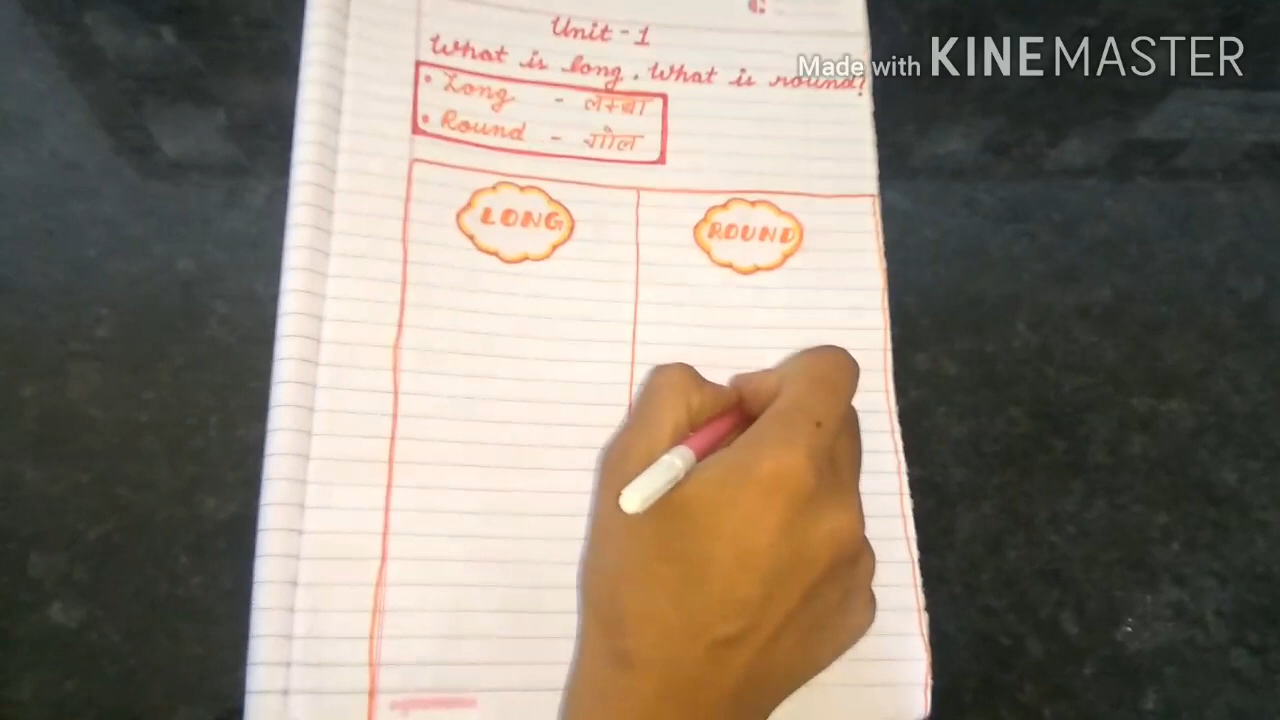 Unit - 1
What is long. What is round?
• Long - लम्बा
• Round - गोल
LONG
ROUND
Made with KINEMASTER